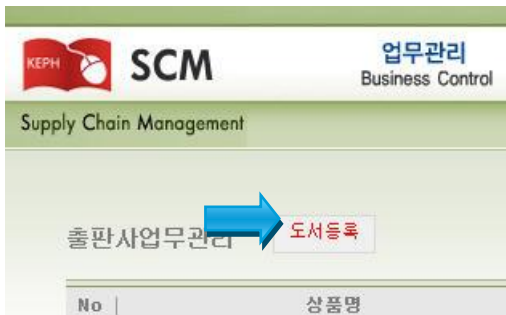 KEPH SCM
업무관리
Business Control
Supply Chain Management
출판사업무관리 도서등록
No | 상품명